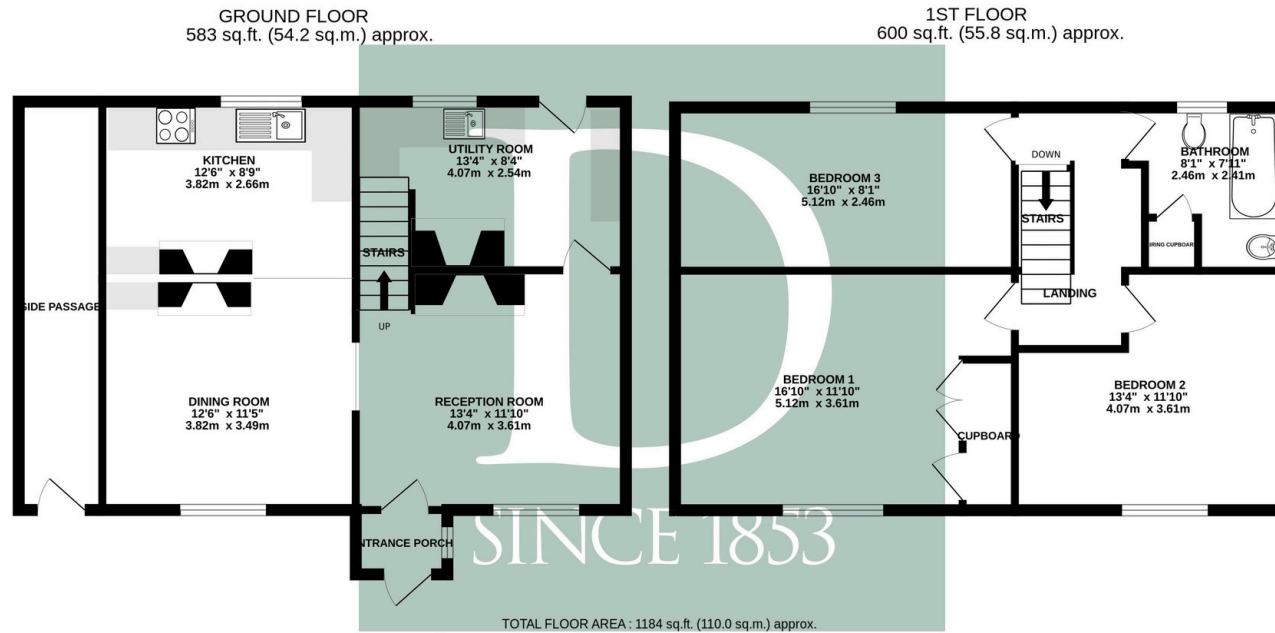 GROUND FLOOR
583 sq.ft. (54.2 sq.m.) approx.
1ST FLOOR
600 sq.ft. (55.8 sq.m.) approx.
KITCHEN
12'6" x 8'9"
3.82m x 2.66m
UTILITY ROOM
13'4" x 8'4"
4.07m x 2.54m
STAIRS
UP
SIDE PASSAGE
DINING ROOM
12'6" x 11'5"
3.82m x 3.49m
RECEPTION ROOM
13'4" x 11'10"
4.07m x 3.61m
NTRANCE PORCH
BEDROOM 3
16'10" x 8'1"
5.12m x 2.46m
DOWN
STAIRS
BATHROOM
8'1" x 7'11"
2.46m x 2.41m
IRING CUPBOAR
LANDING
BEDROOM 1
16'10" x 11'10"
5.12m x 3.61m
CUPBOARD
BEDROOM 2
13'4" x 11'10"
4.07m x 3.61m
D
SINCE 1853
TOTAL FLOOR AREA : 1184 sq.ft. (110.0 sq.m.) approx.